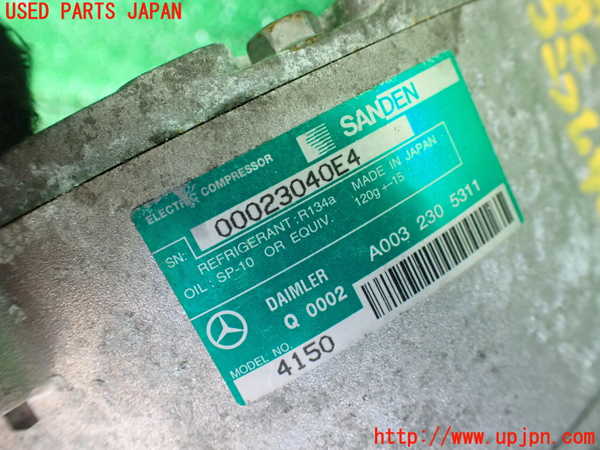 USED PARTS JAPAN
ELECTRIC COMPRESSOR
SANDEN
SN:
00023040E4
REFRIGERANT: R134a
MADE IN JAPAN
OIL: SP-10 OR EQUIV.
120g +-15
DAIMLER
A003 230 5311
Q 0002
MODEL NO.
4150
http://www.upjpn.com